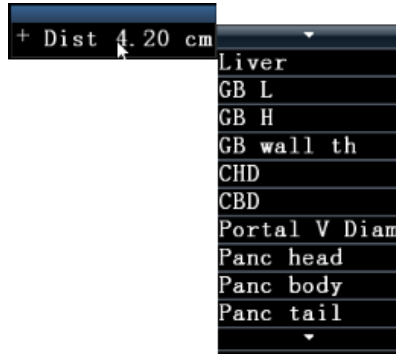 + Dist 4.20 cm
Liver
GB L
GB H
GB wall th
CHD
CBD
Portal V Diam
Panc head
Panc body
Panc tail